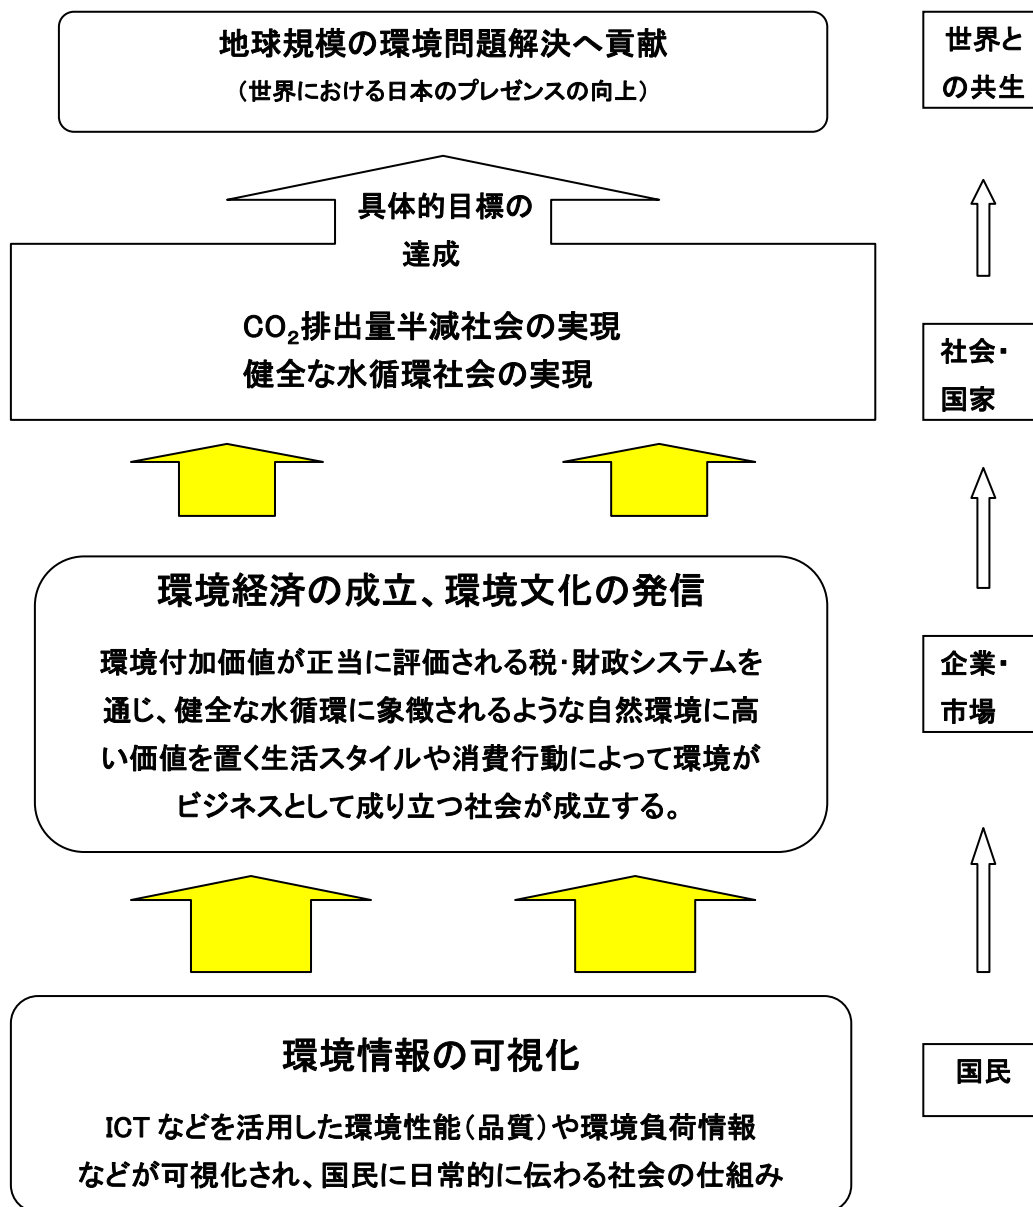 地球規模の環境問題解決へ貢献
（世界における日本のプレゼンスの向上）
世界と
の共生
具体的目標の
達成
CO₂排出量半減社会の実現
健全な水循環社会の実現
社会・
国家
環境経済の成立、環境文化の発信
環境付加価値が正当に評価される税・財政システムを
通じ、健全な水循環に象徴されるような自然環境に高
い価値を置く生活スタイルや消費行動によって環境が
ビジネスとして成り立つ社会が成立する。
企業・
市場
環境情報の可視化
ICT などを活用した環境性能（品質）や環境負荷情報
などが可視化され、国民に日常的に伝わる社会の仕組み
国民